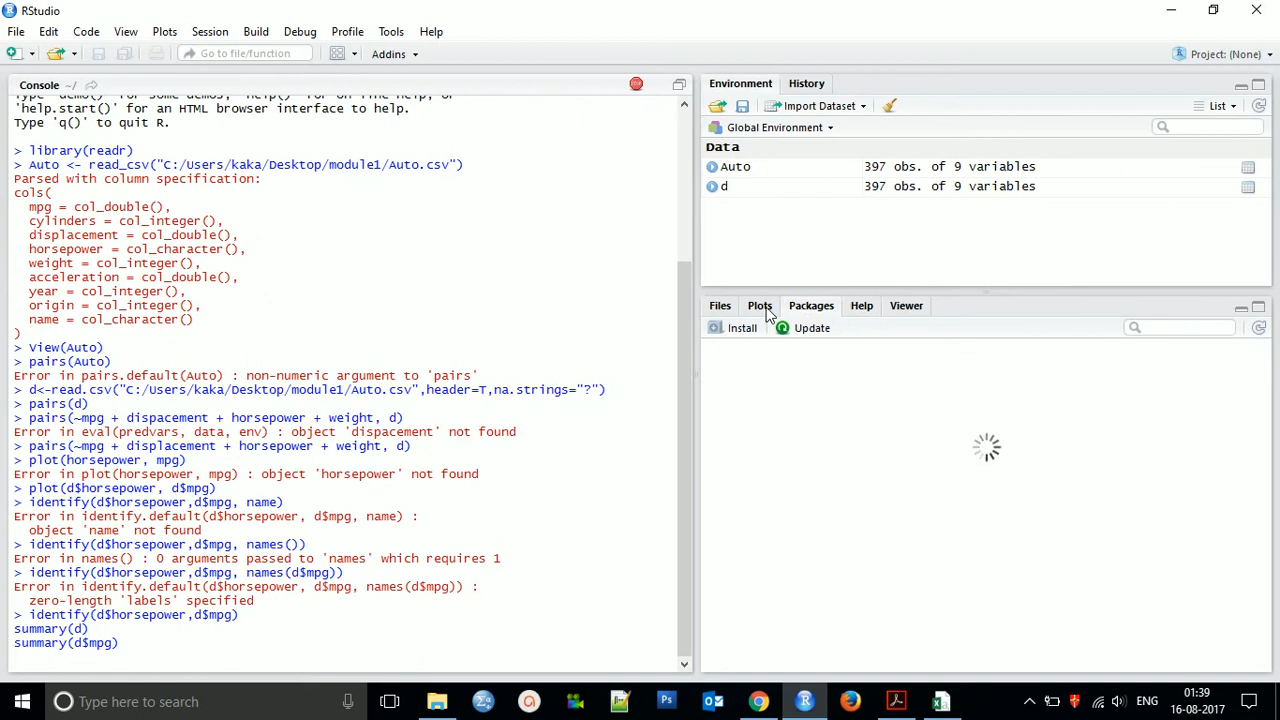 RStudio
File Edit Code View Plots Session Build Debug Profile Tools Help
Go to file/function Addins Project: (None)
Console ~/
'help.start()' for an HTML browser interface to help.
Type 'q()' to quit R.
> library(readr)
> Auto <- read_csv("C:/Users/kaka/Desktop/module1/Auto.csv")
Parsed with column specification:
cols(
mpg = col_double(),
cylinders = col_integer(),
displacement = col_double(),
horsepower = col_character(),
weight = col_integer(),
acceleration = col_double(),
year = col_integer(),
origin = col_integer(),
name = col_character()
)
> View(Auto)
> pairs(Auto)
Error in pairs.default(Auto) : non-numeric argument to 'pairs'
> d<-read.csv("C:/Users/kaka/Desktop/module1/Auto.csv",header=T,na.strings="?")
> pairs(d)
> pairs(~mpg + dispacement + horsepower + weight, d)
Error in eval(predvars, data, env) : object 'dispacement' not found
> pairs(~mpg + displacement + horsepower + weight, d)
> plot(horsepower, mpg)
Error in plot(horsepower, mpg) : object 'horsepower' not found
> plot(d$horsepower, d$mpg)
> identify(d$horsepower,d$mpg, name)
Error in identify.default(d$horsepower, d$mpg, name) :
object 'name' not found
> identify(d$horsepower,d$mpg, names())
Error in names() : 0 arguments passed to 'names' which requires 1
> identify(d$horsepower,d$mpg, names(d$mpg))
Error in identify.default(d$horsepower, d$mpg, names(d$mpg)) :
zero-length 'labels' specified
> identify(d$horsepower,d$mpg)
summary(d)
summary(d$mpg)
Environment History
Import Dataset List
Global Environment
Data
Auto 397 obs. of 9 variables
d 397 obs. of 9 variables
Files Plots Packages Help Viewer
Install Update
Type here to search
ENG
01:39
16-08-2017